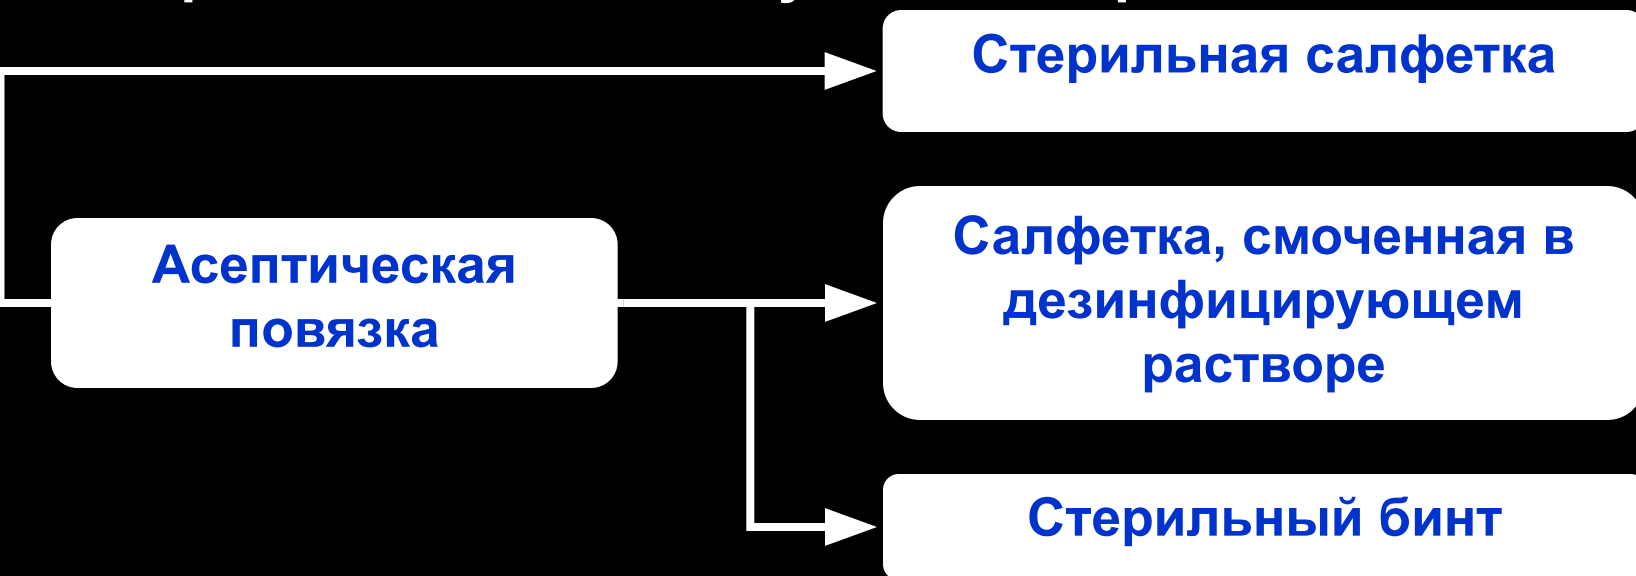 Стерильная салфетка
Асептическая
повязка
Салфетка, смоченная в
дезинфицирующем
растворе
Стерильный бинт